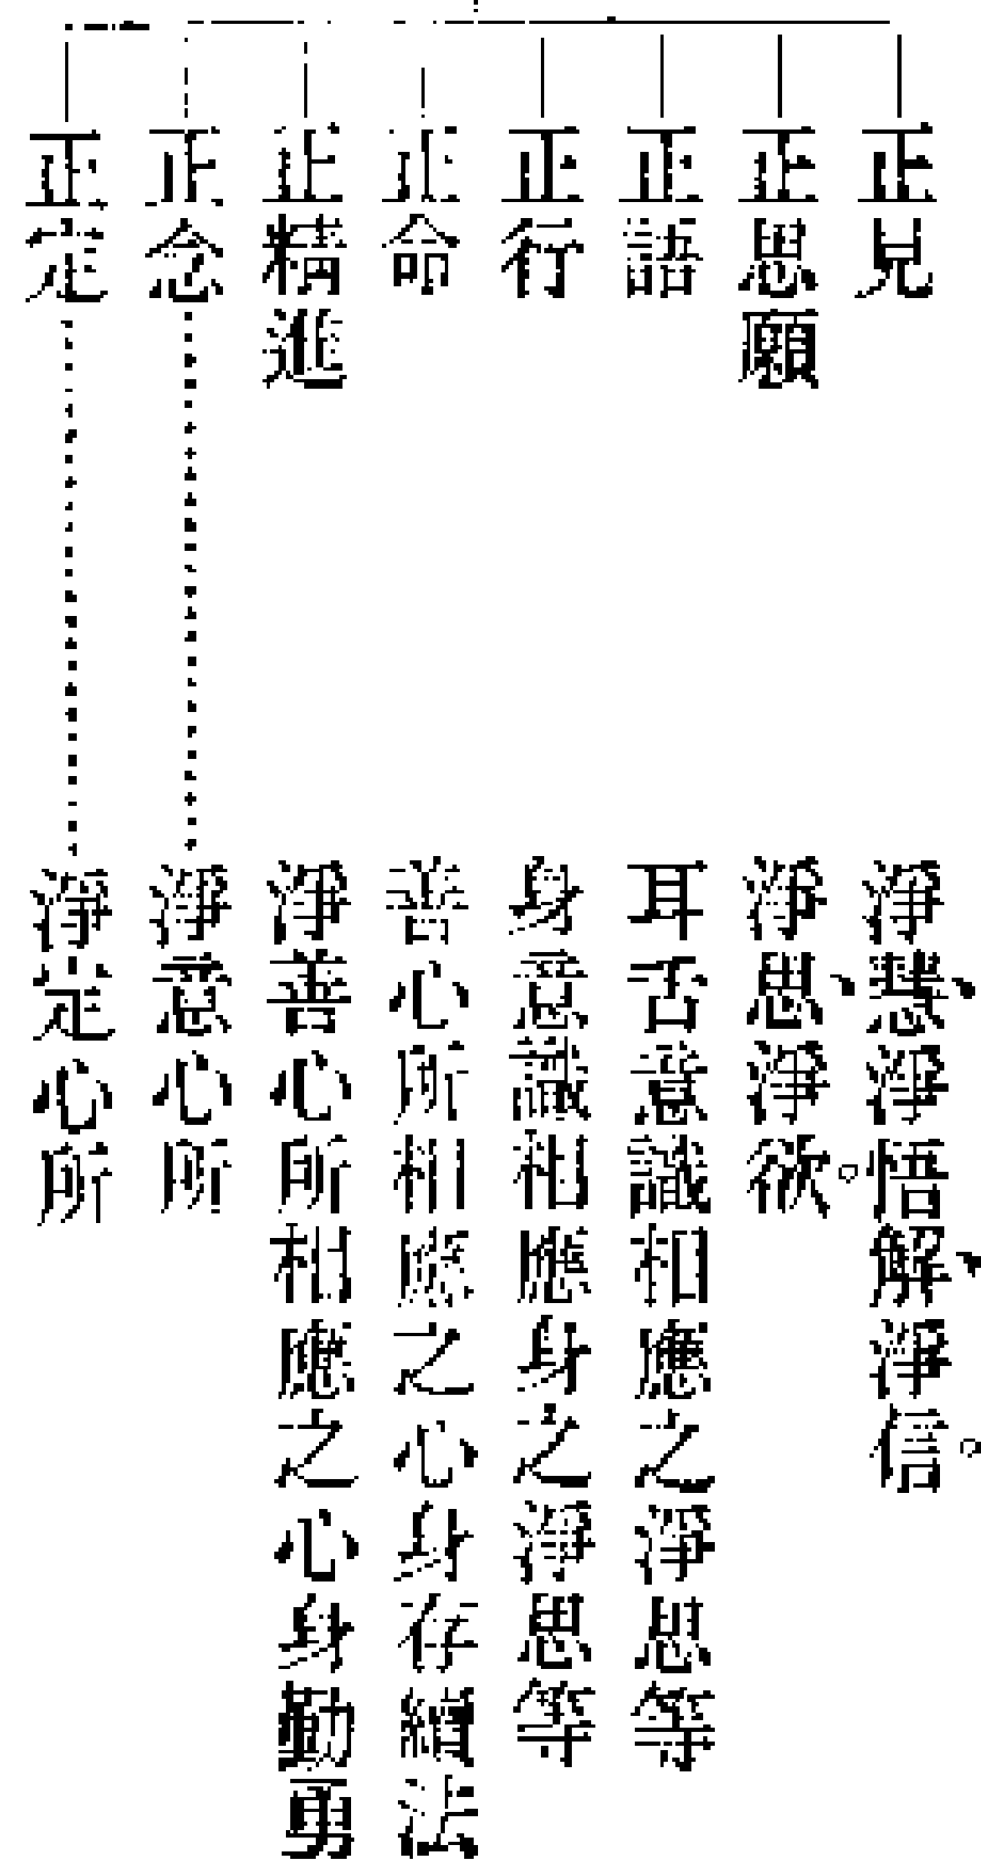 正見
淨慧、淨悟解、淨信。
正思願
淨思、淨欲。
正語
耳舌意識相應之淨思等
正行
身意識相應身之淨思等
正命
善心所相應之心身存續法
正精進
淨善心所相應之心身勤勇
正念
淨意心所
正定
淨定心所